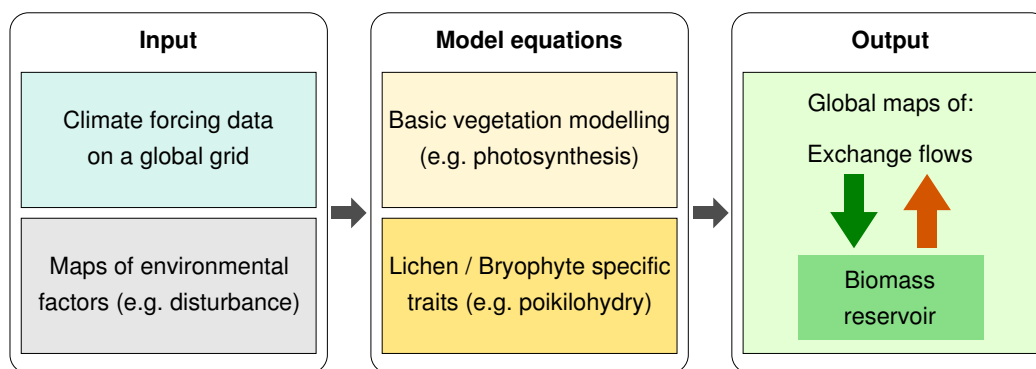 Input
Climate forcing data
on a global grid
Maps of environmental
factors (e.g. disturbance)
Model equations
Basic vegetation modelling
(e.g. photosynthesis)
Lichen / Bryophyte specific
traits (e.g. poikilohydry)
Output
Global maps of:
Exchange flows
Biomass
reservoir